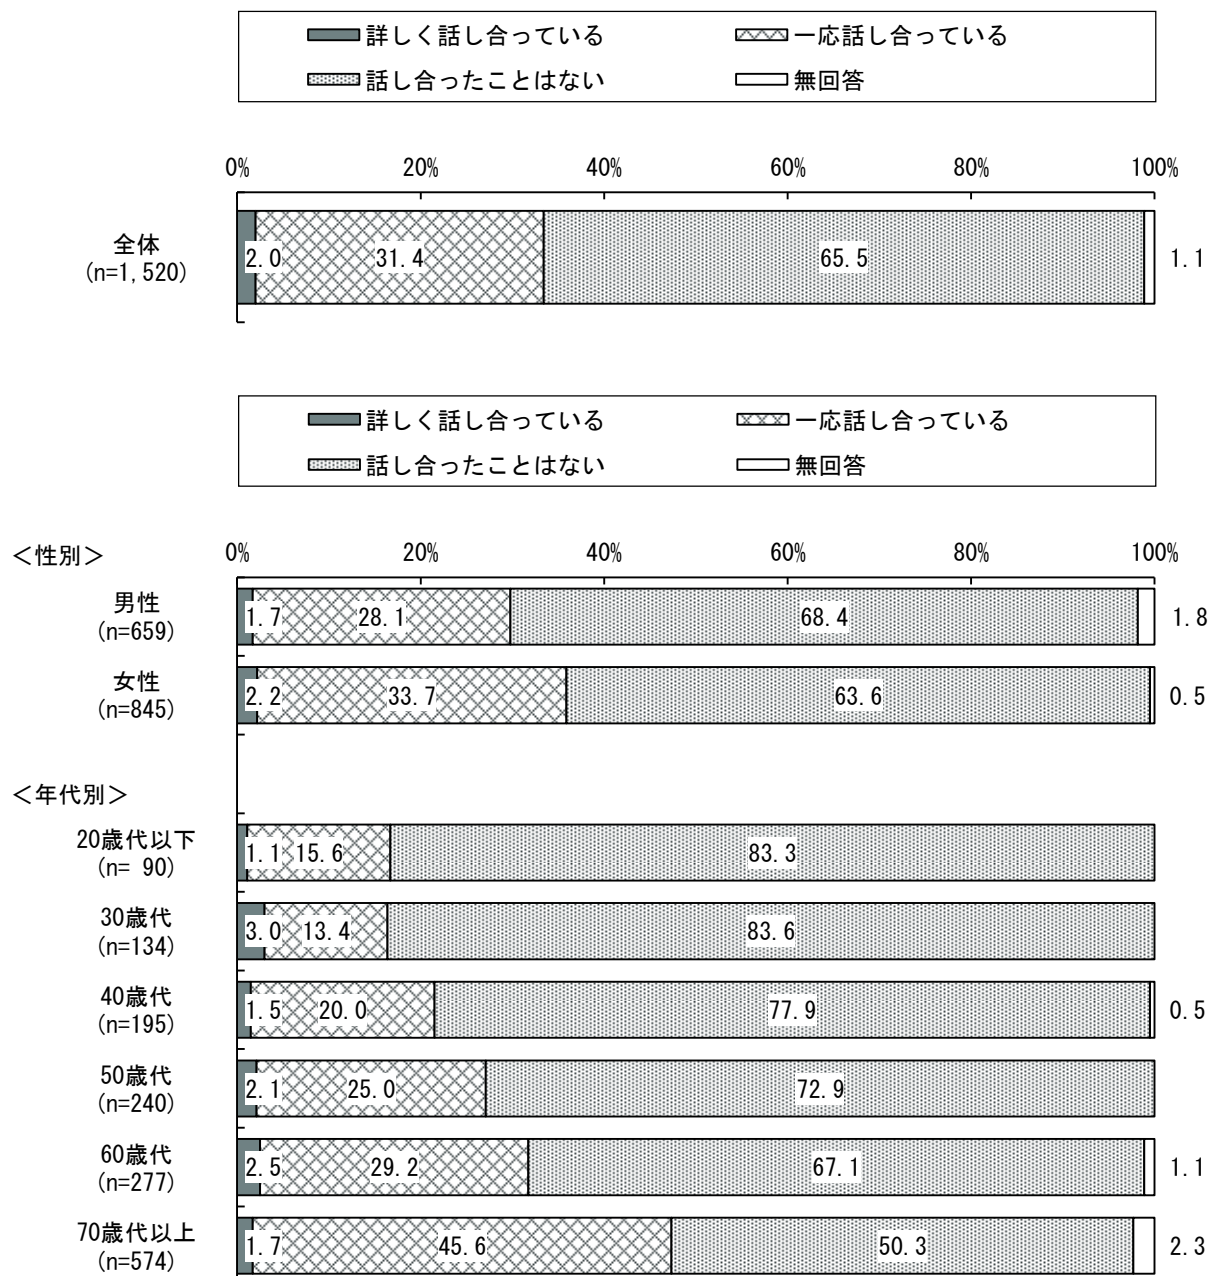 詳しく話し合っている 一応話し合っている
話し合ったことはない 無回答
0% 20% 40% 60% 80% 100%
全体
(n=1,520)
2.0 31.4 65.5 1.1
詳しく話し合っている 一応話し合っている
話し合ったことはない 無回答
＜性別＞ 0% 20% 40% 60% 80% 100%
男性
(n=659)
1.7 28.1 68.4 1.8
女性
(n=845)
2.2 33.7 63.6 0.5
＜年代別＞
20歳代以下
(n= 90)
1.1 15.6 83.3
30歳代
(n=134)
3.0 13.4 83.6
40歳代
(n=195)
1.5 20.0 77.9 0.5
50歳代
(n=240)
2.1 25.0 72.9
60歳代
(n=277)
2.5 29.2 67.1 1.1
70歳代以上
(n=574)
1.7 45.6 50.3 2.3